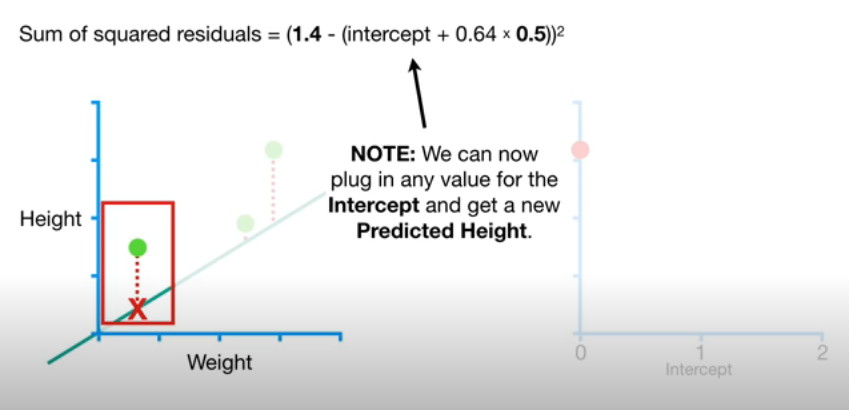 Sum of squared residuals = (1.4 - (intercept + 0.64 × 0.5))²
NOTE: We can now
plug in any value for the
Intercept and get a new
Predicted Height.
Height
X
Weight
0
1
2
Intercept